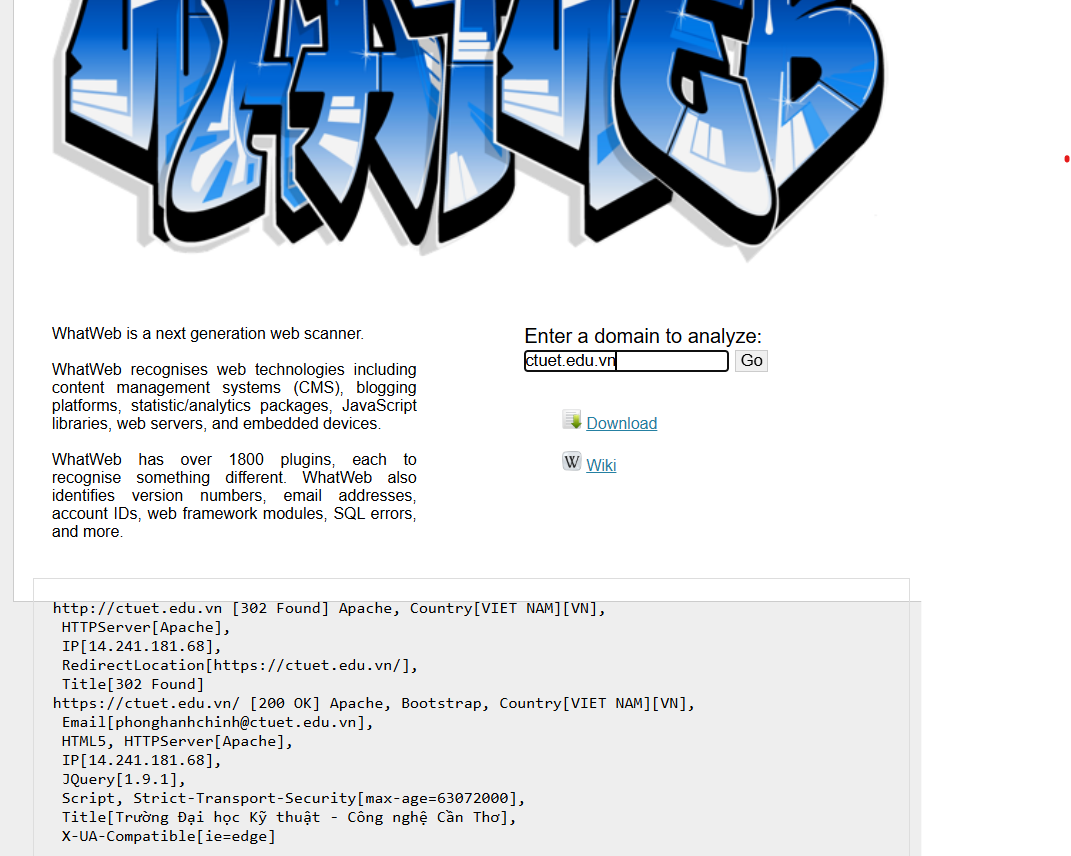 WHATWEB
WhatWeb is a next generation web scanner.
WhatWeb recognises web technologies including
content management systems (CMS), blogging
platforms, statistic/analytics packages, JavaScript
libraries, web servers, and embedded devices.
WhatWeb has over 1800 plugins, each to
recognise something different. WhatWeb also
identifies version numbers, email addresses,
account IDs, web framework modules, SQL errors,
and more.
Enter a domain to analyze:
ctuet.edu.vn Go
Download
W Wiki
http://ctuet.edu.vn [302 Found] Apache, Country[VIET NAM][VN],
HTTPServer[Apache],
IP[14.241.181.68],
RedirectLocation[https://ctuet.edu.vn/],
Title[302 Found]
https://ctuet.edu.vn/ [200 OK] Apache, Bootstrap, Country[VIET NAM][VN],
Email[phonghanhchinh@ctuet.edu.vn],
HTML5, HTTPServer[Apache],
IP[14.241.181.68],
JQuery[1.9.1],
Script, Strict-Transport-Security[max-age=63072000],
Title[Trường Đại học Kỹ thuật - Công nghệ Cần Thơ],
X-UA-Compatible[ie=edge]